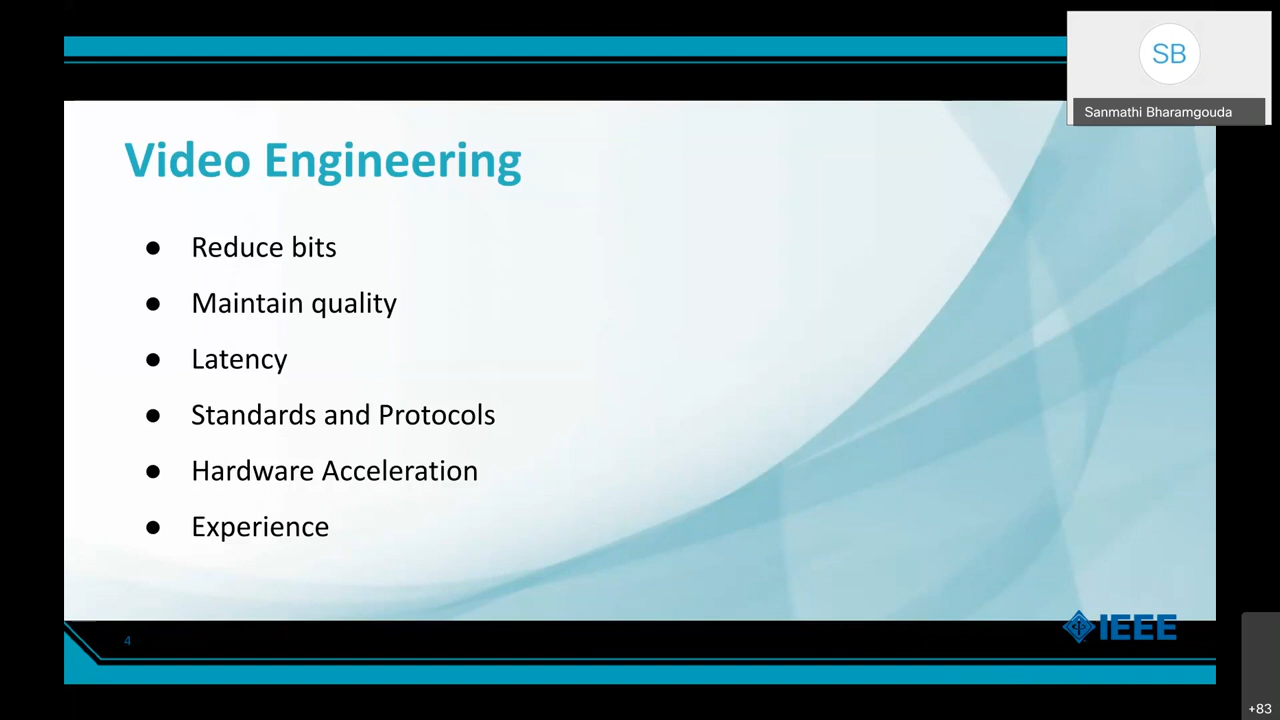 SB
Sanmathi Bharamgouda
Video Engineering
● Reduce bits
● Maintain quality
● Latency
● Standards and Protocols
● Hardware Acceleration
● Experience
4
IEEE
+83